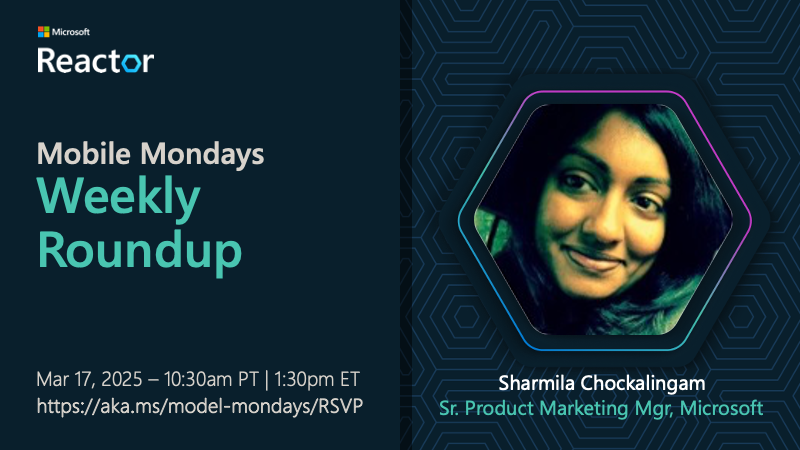 Microsoft
Reactor
Mobile Mondays
Weekly
Roundup
Mar 17, 2025 – 10:30am PT | 1:30pm ET
https://aka.ms/model-mondays/RSVP
Sharmila Chockalingam
Sr. Product Marketing Mgr, Microsoft